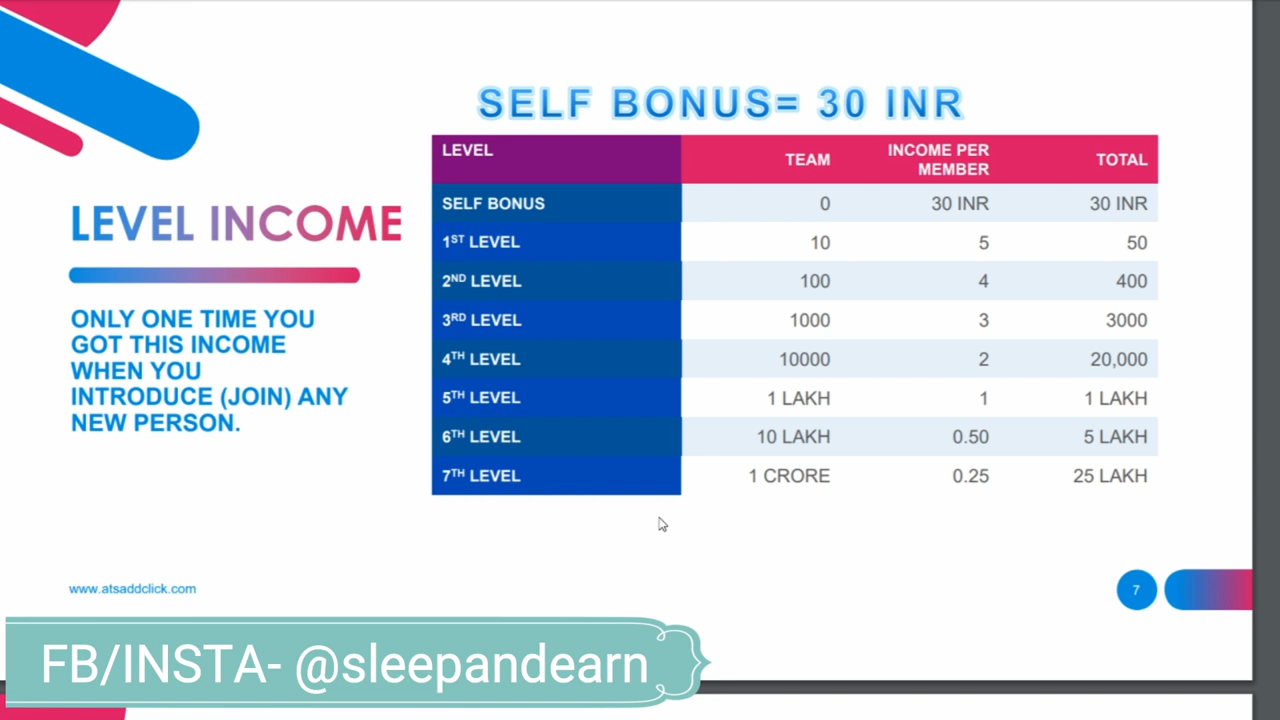 SELF BONUS= 30 INR
LEVEL INCOME
ONLY ONE TIME YOU
GOT THIS INCOME
WHEN YOU
INTRODUCE (JOIN) ANY
NEW PERSON.
LEVEL TEAM INCOME PER MEMBER TOTAL
SELF BONUS 0 30 INR 30 INR
1ST LEVEL 10 5 50
2ND LEVEL 100 4 400
3RD LEVEL 1000 3 3000
4TH LEVEL 10000 2 20,000
5TH LEVEL 1 LAKH 1 1 LAKH
6TH LEVEL 10 LAKH 0.50 5 LAKH
7TH LEVEL 1 CRORE 0.25 25 LAKH
www.atsaddclick.com
7
FB/INSTA- @sleepandearn